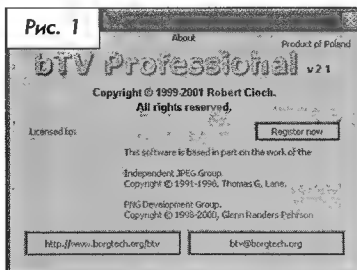 Рис. 1
About
Product of Poland
bTV Professional v 2 1
Copyright © 1999-2001 Robert Cioch.
All rights reserved.
Licensed to:
Register now
This software is based in part on the work of the
Independent JPEG Group.
Copyright © 1991-1996, Thomas G. Lane.
PNG Development Group.
Copyright © 1998-2000, Glenn Randers Pehrson
http://www.borgtech.org/btv
btv@borgtech.org